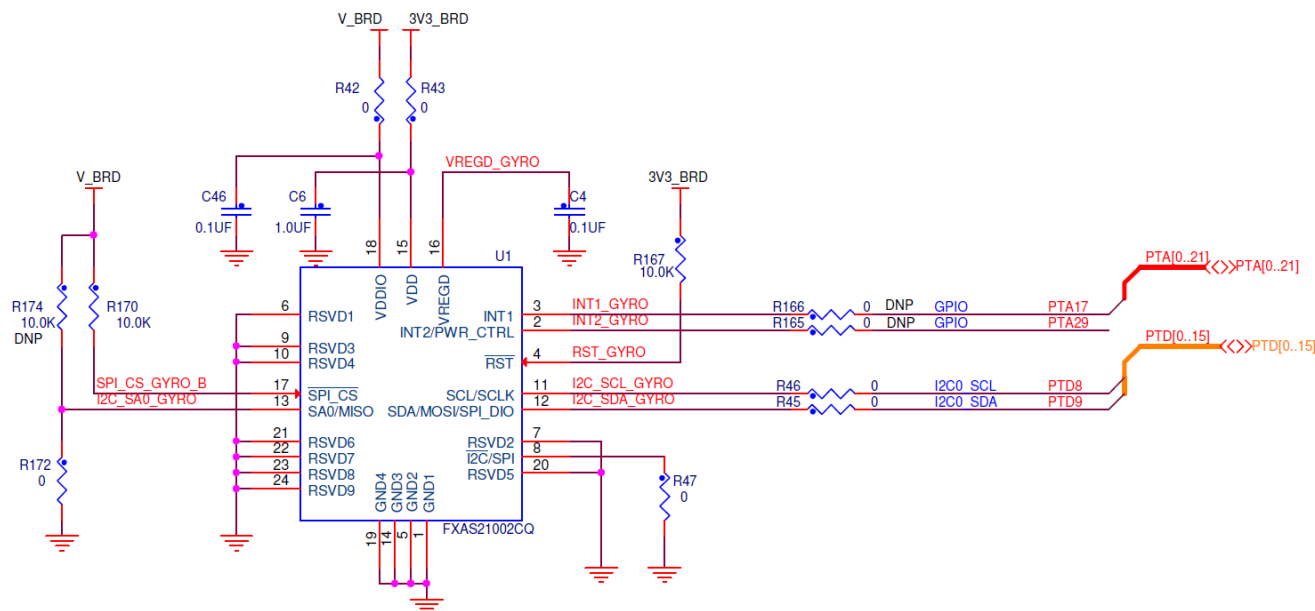 V_BRD 3V3_BRD
R42 R43
0 0
VREGD_GYRO
V_BRD 3V3_BRD
C46 C6 C4
0.1UF 1.0UF 0.1UF
18 15 16
U1
R167
10.0K
PTA[0..21] PTA[0..21]
R174 R170
10.0K 10.0K
DNP
VDDIO VDD VREGD
6 RSVD1 INT1 3 INT1_GYRO R166 0 DNP GPIO PTA17
INT2/PWR_CTRL 2 INT2_GYRO R165 0 DNP GPIO PTA29
9 RSVD3
10 RSVD4 RST 4 RST_GYRO
PTD[0..15] PTD[0..15]
SPI_CS_GYRO_B 17 SPI_CS SCL/SCLK 11 I2C_SCL_GYRO R46 0 I2C0_SCL PTD8
I2C_SA0_GYRO 13 SA0/MISO SDA/MOSI/SPI_DIO 12 I2C_SDA_GYRO R45 0 I2C0_SDA PTD9
21 RSVD6 RSVD2 7
22 RSVD7 I2C/SPI 8
23 RSVD8 RSVD5 20
24 RSVD9
R172
0
R47
0
GND4 GND3 GND2 GND1
FXAS21002CQ
19 14 5 1